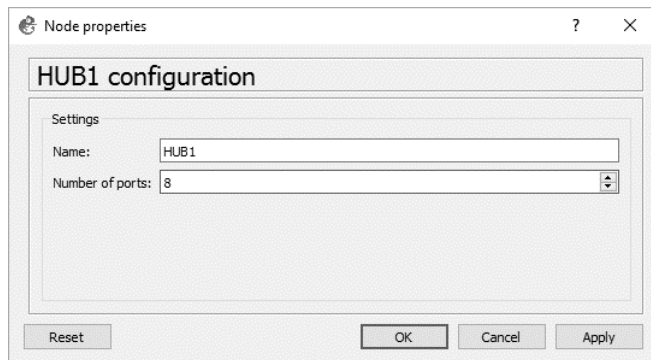 Node properties
HUB1 configuration
Settings
Name: HUB1
Number of ports: 8
Reset OK Cancel Apply